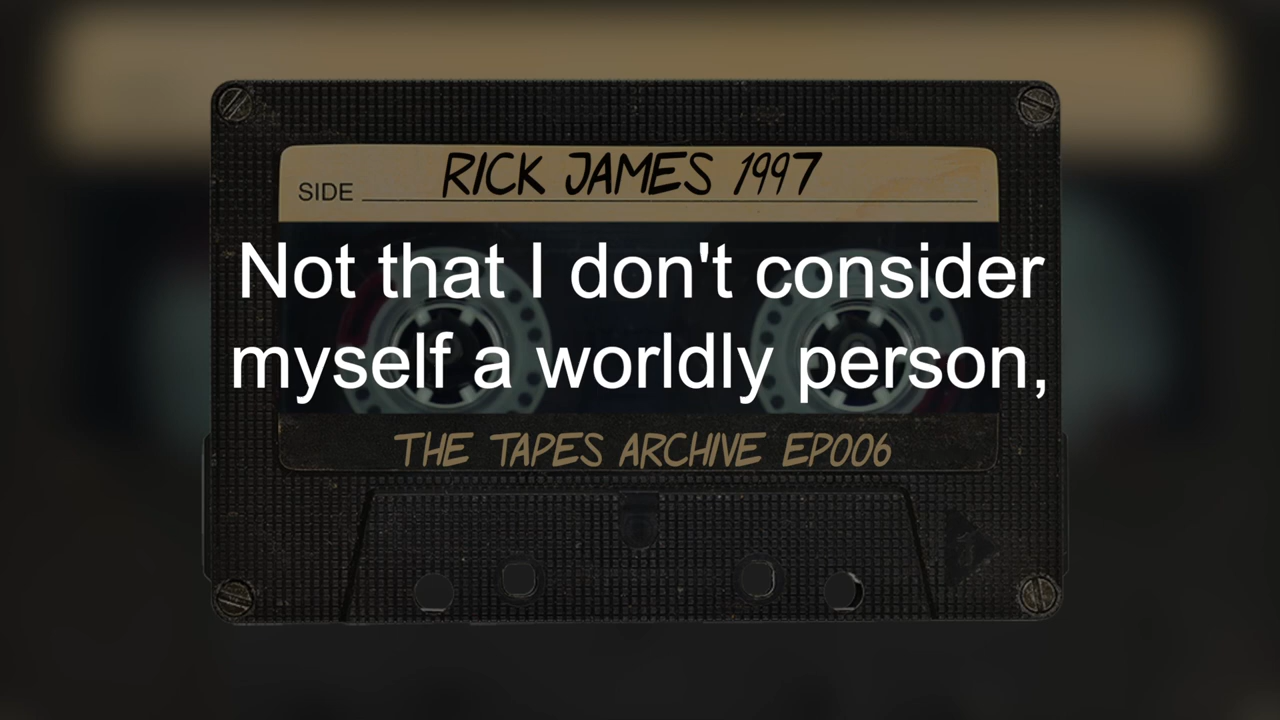 RICK JAMES 1997
SIDE
Not that I don't consider
myself a worldly person,
THE TAPES ARCHIVE EP006